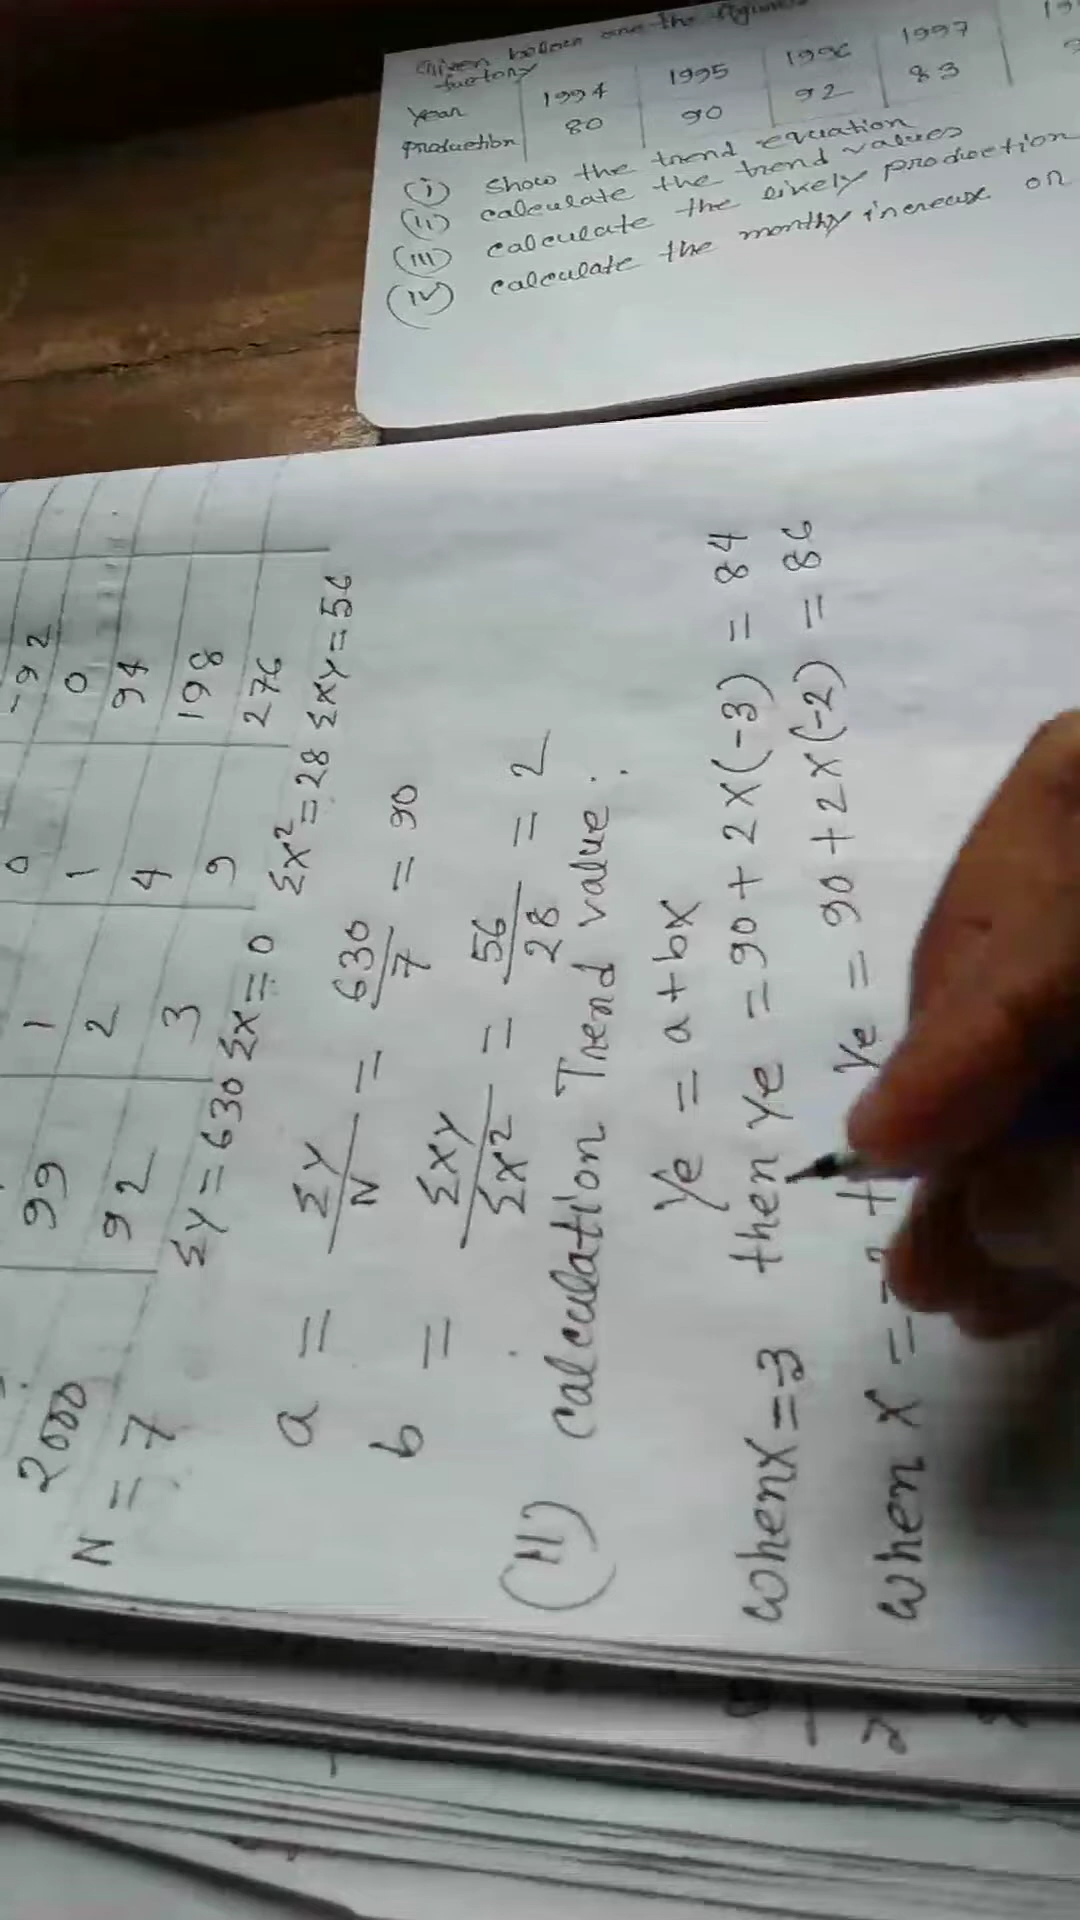 Given below are the figures
factory
Year 1994 1995 1996 1997
production 80 90 92 83
(i) show the trend equation
(ii) calculate the trend values
(iii) calculate the likely production
(iv) calculate the monthly increase or
-92
0 0
99 1 1 94
92 2 4 198
2000 3 9 276
N = 7 ΣY = 630 Σx = 0 Σx² = 28 ΣxY = 56
a = ΣY/N = 630/7 = 90
b = ΣxY/Σx² = 56/28 = 2
(II) calculation Trend value :
Ye = a + bx
when x = -3 then Ye = 90 + 2 x (-3) = 84
when x = Ye = 90 + 2 x (-2) = 86